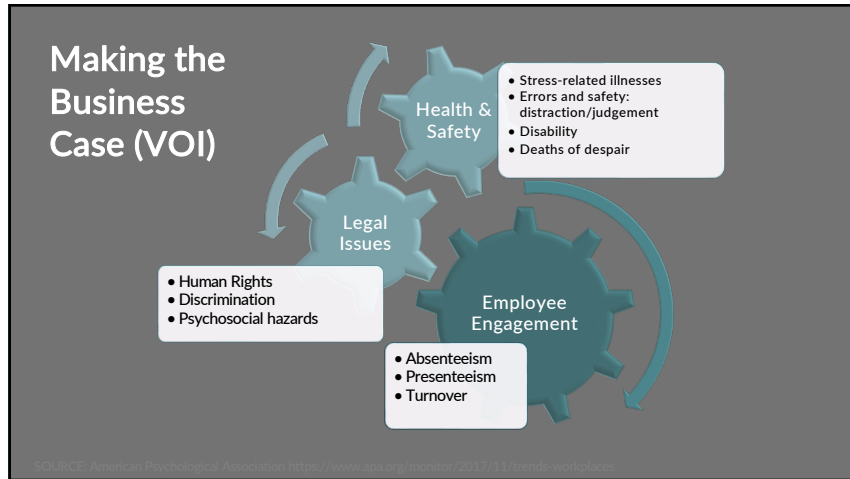 Making the
Business
Case (VOI)
Health &
Safety
• Stress-related illnesses
• Errors and safety:
distraction/judgement
• Disability
• Deaths of despair
Legal
Issues
• Human Rights
• Discrimination
• Psychosocial hazards
Employee
Engagement
• Absenteeism
• Presenteeism
• Turnover
SOURCE: American Psychological Association https://www.apa.org/monitor/2017/11/trends-workplaces